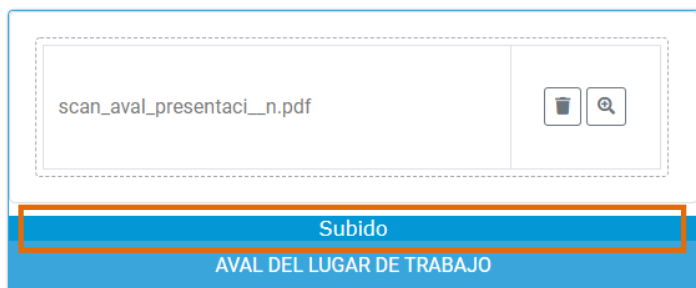 scan_aval_presentaci__n.pdf
Subido
AVAL DEL LUGAR DE TRABAJO